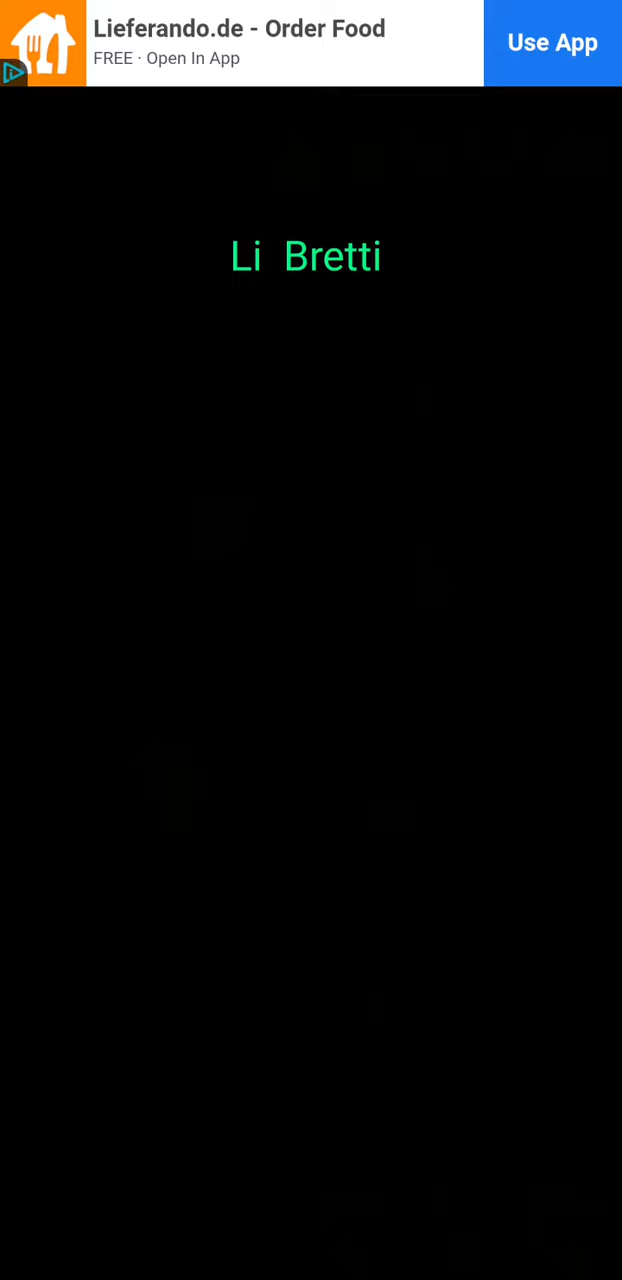 Lieferando.de - Order Food
FREE · Open In App
Use App
Li Bretti